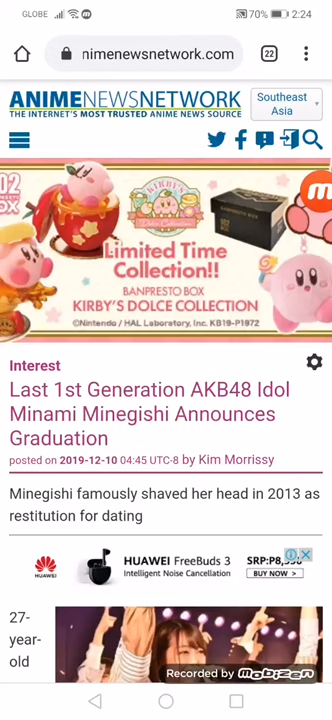 GLOBE 70% 2:24
nimenewsnetwork.com 22
ANIMENEWSNETWORK
THE INTERNET'S MOST TRUSTED ANIME NEWS SOURCE
Southeast
Asia
KIRBY'S
Limited Time
Collection!!
BANPRESTO BOX
KIRBY'S DOLCE COLLECTION
©Nintendo / HAL Laboratory, Inc. KB19-P1972
Interest
Last 1st Generation AKB48 Idol
Minami Minegishi Announces
Graduation
posted on 2019-12-10 04:45 UTC-8 by Kim Morrissy
Minegishi famously shaved her head in 2013 as
restitution for dating
HUAWEI
HUAWEI FreeBuds 3
Intelligent Noise Cancellation
BUY NOW >
27-
year-
old
Recorded by mobizen